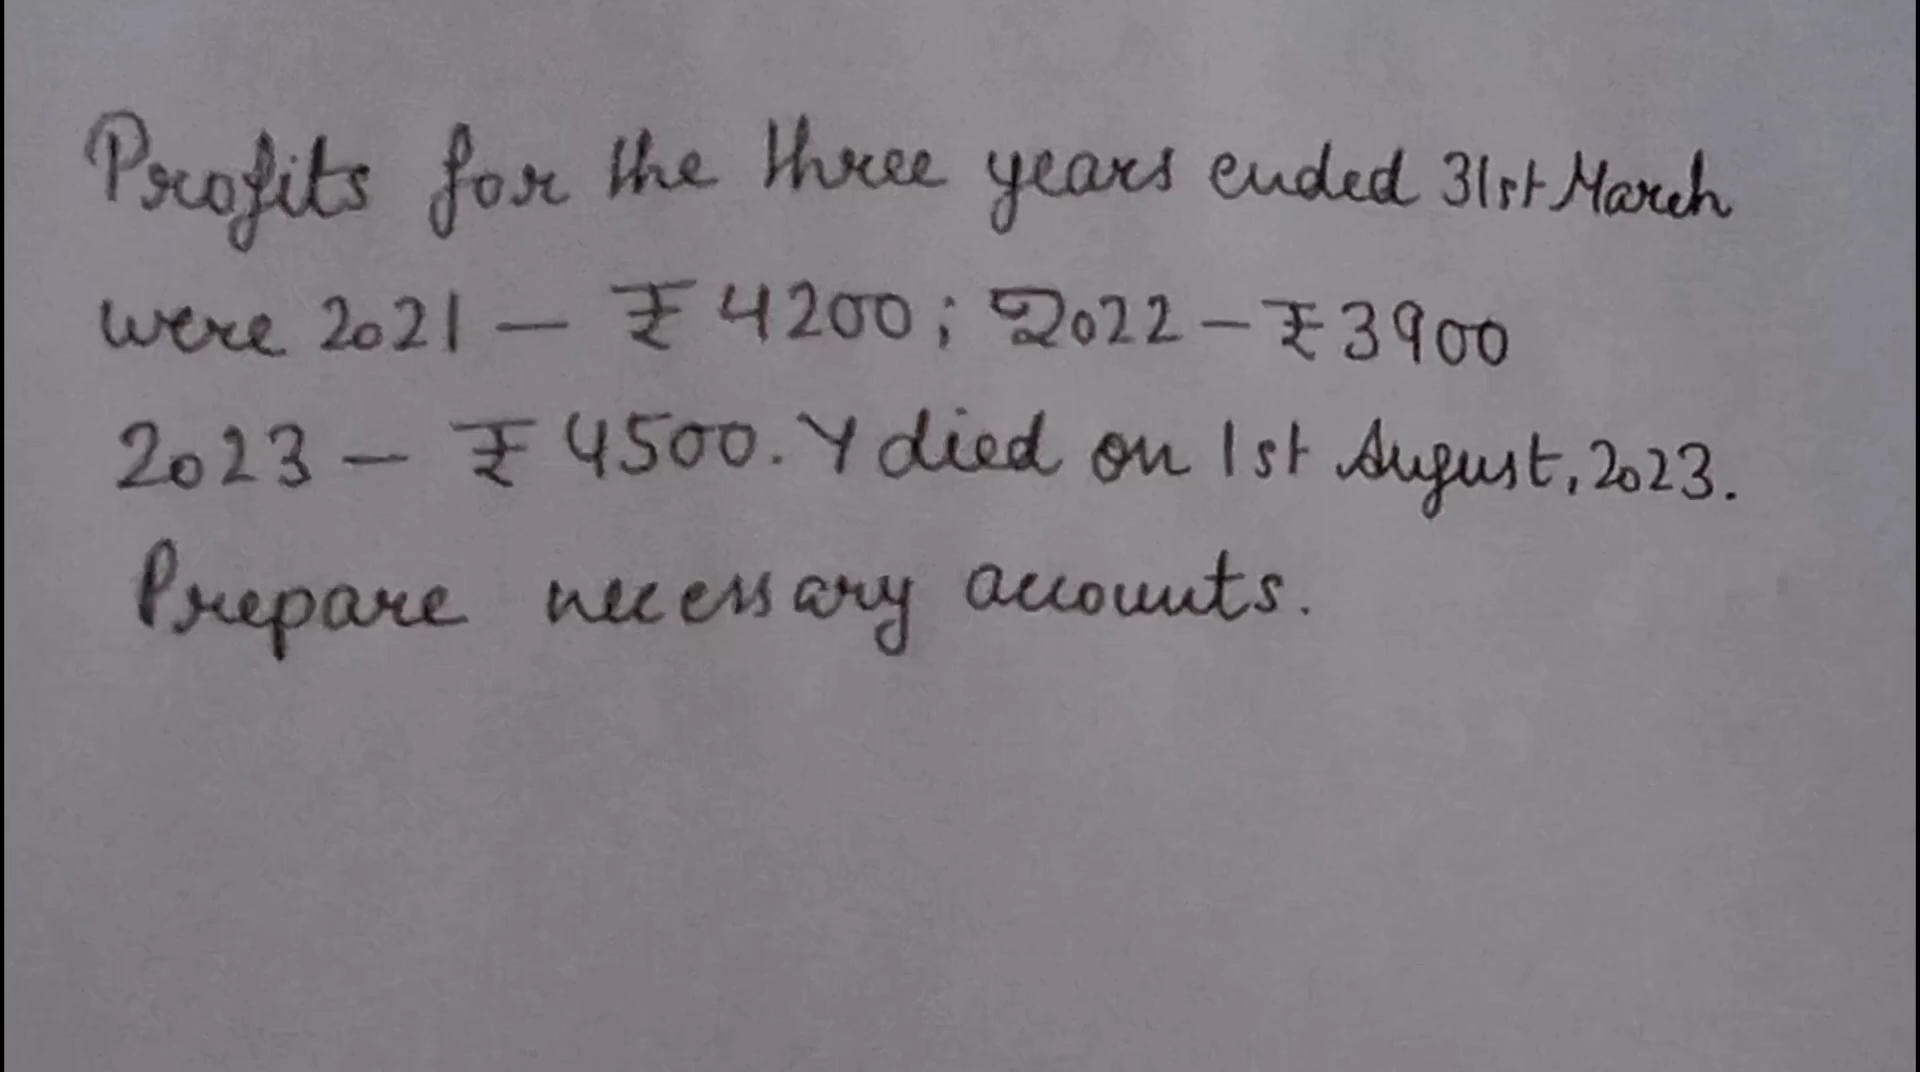 Profits for the three years ended 31st March
were 2021 - ₹ 4200; 2022 - ₹ 3900
2023 - ₹ 4500. Y died on 1st August, 2023.
Prepare necessary accounts.